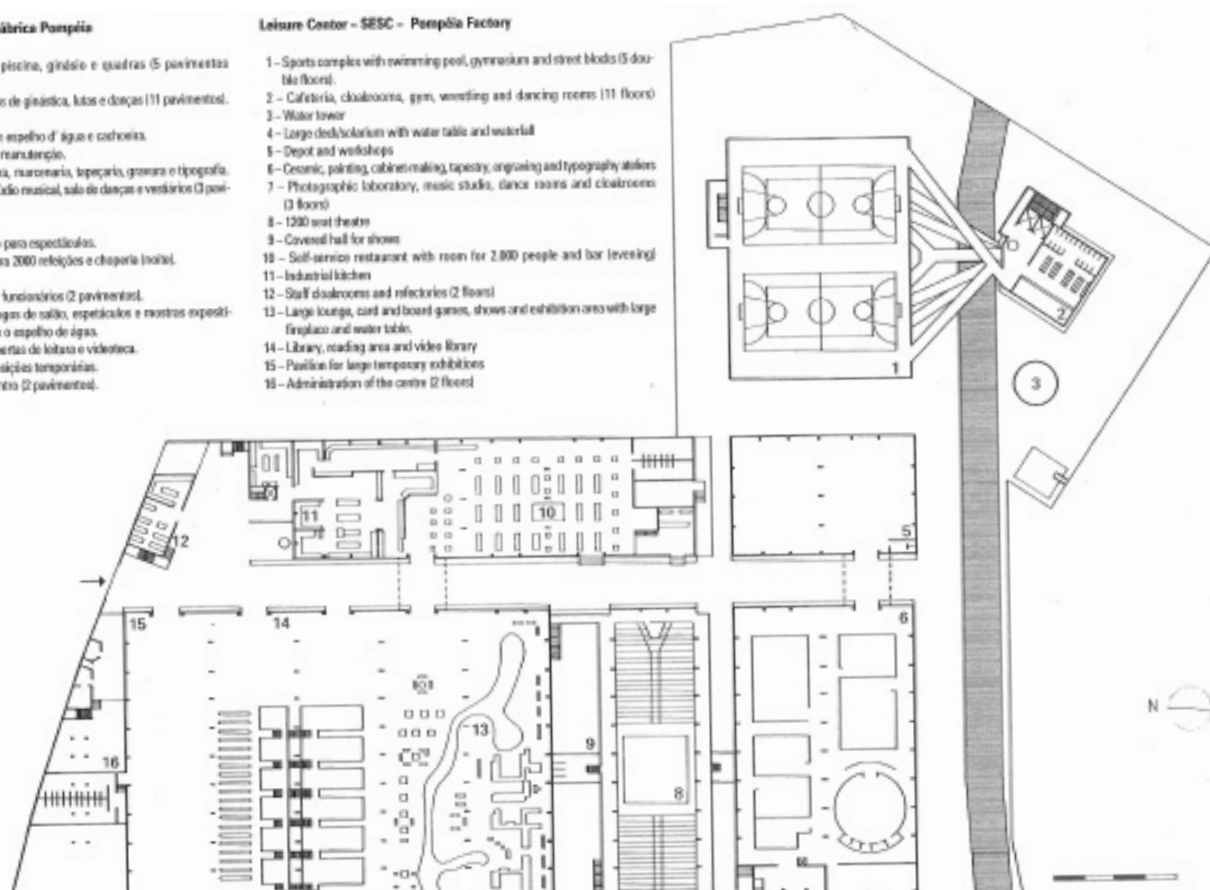 ábrica Pompéia
piscina, ginásio e quadras (5 pavimentos
s de ginástica, lutas e danças (11 pavimentos).
e espelho d' água e cachoeira.
manutenção.
a, marcenaria, tapeçaria, gravura e tipografia.
údio musical, sala de danças e vestiários (3 pavi-
para espectáculos.
ra 2000 refeições e choperia (noite).
funcionários (2 pavimentos).
ogos de salão, espetáculos e mostras expositi-
e o espelho de água.
ertas de leitura e videoteca.
osições temporárias.
ntro (2 pavimentos).
Leisure Center – SESC – Pompéia Factory
1 – Sports complex with swimming pool, gymnasium and street blocks (5 dou-
ble floors).
2 – Cafeteria, cloakrooms, gym, wrestling and dancing rooms (11 floors)
3 – Water tower
4 – Large deck/solarium with water table and waterfall
5 – Depot and workshops
6 – Ceramic, painting, cabinet-making, tapestry, engraving and typography ateliers
7 – Photographic laboratory, music studio, dance rooms and cloakrooms
(3 floors)
8 – 1200 seat theatre
9 – Covered hall for shows
10 – Self-service restaurant with room for 2.000 people and bar (evening)
11 – Industrial kitchen
12 – Staff cloakrooms and refectories (2 floors)
13 – Large lounge, card and board games, shows and exhibition area with large
fireplace and water table.
14 – Library, reading area and video library
15 – Pavilion for large temporary exhibitions
16 – Administration of the centre (2 floors)
1
2
3
11
10
5
12
15
14
6
13
9
16
8
N